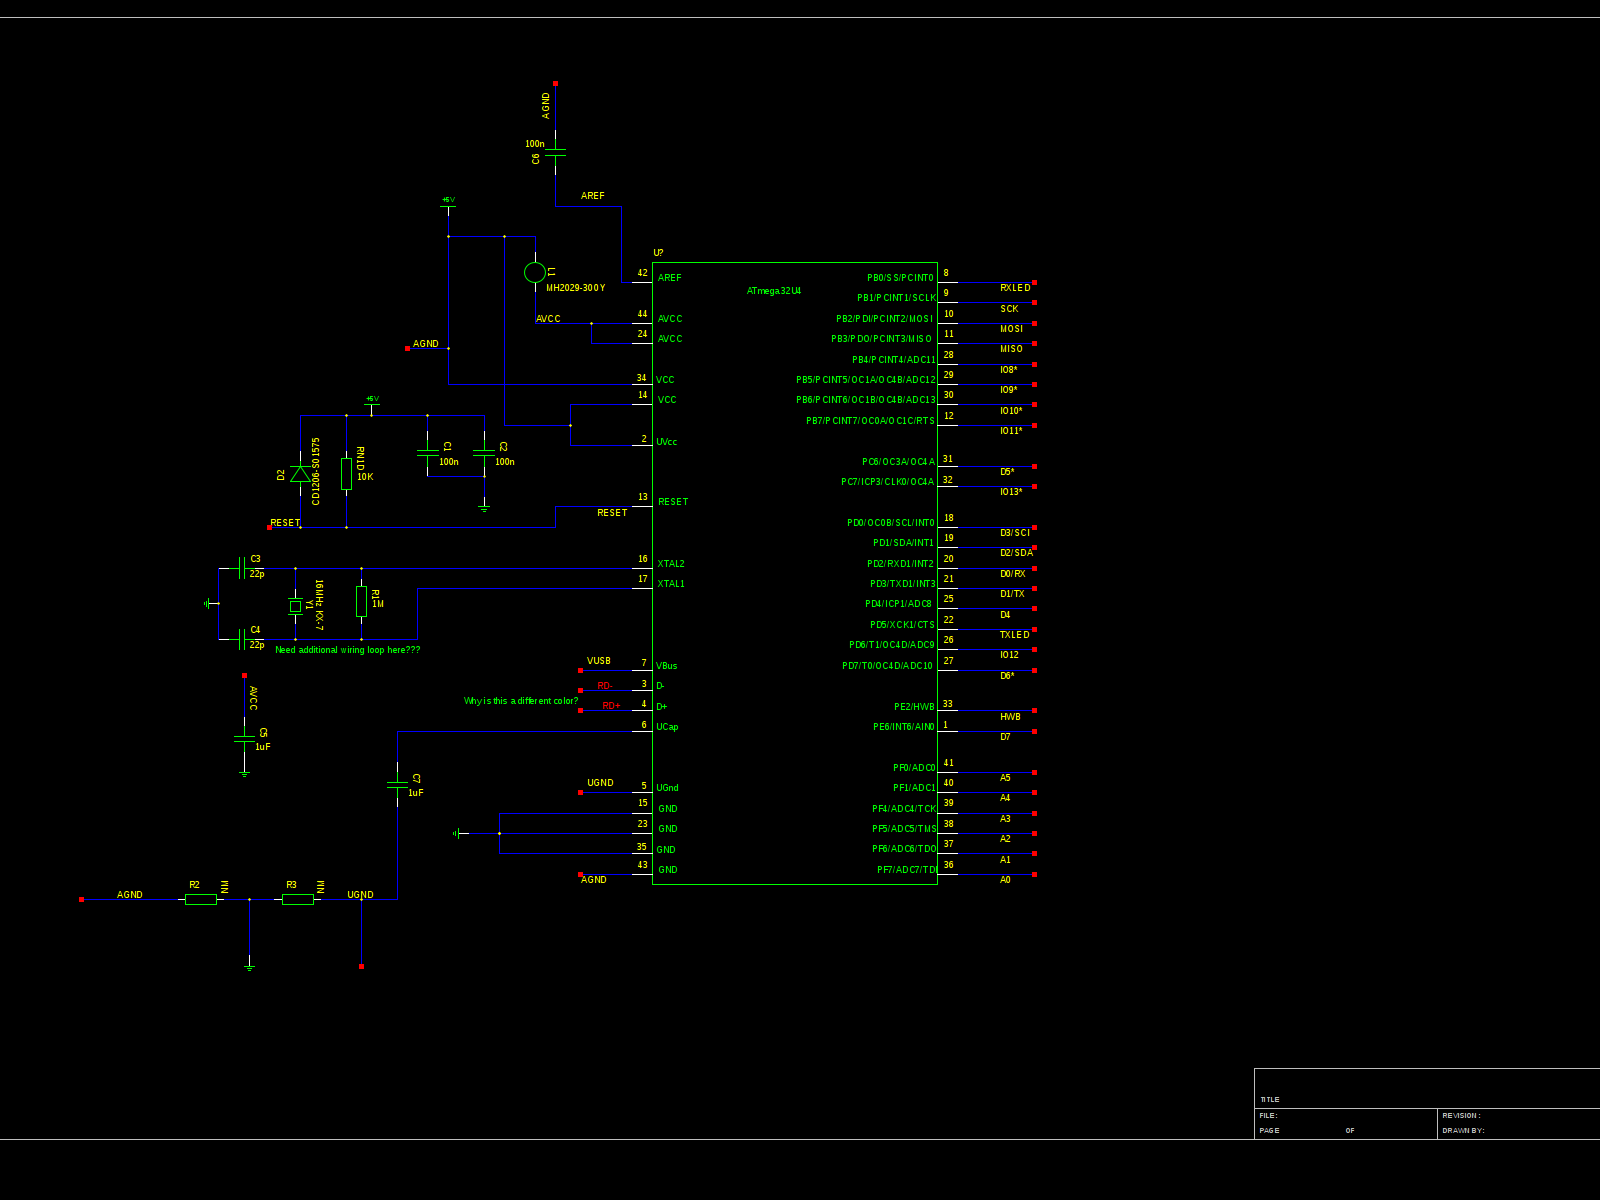 AGND
100n
C6
AREF
+5V
L1
MH2029-300Y
AVCC
AGND
+5V
D2
CD1206-S01575
RN1D
10K
C1
100n
C2
100n
RESET
RESET
C3
22p
16MHz KX-7
Y1
R1
1M
C4
22p
Need additional wiring loop here???
AVCC
C5
1uF
VUSB
RD-
Why is this a different color?
RD+
C7
1uF
UGND
AGND
AGND
R2
R3
UGND
U?
ATmega32U4
42 AREF
44 AVCC
24 AVCC
34 VCC
14 VCC
2 UVcc
13 RESET
16 XTAL2
17 XTAL1
7 VBus
3 D-
4 D+
6 UCap
5 UGnd
15 GND
23 GND
35 GND
43 GND
PB0/SS/PCINT0 8 RXLED
PB1/PCINT1/SCLK 9 SCK
PB2/PDI/PCINT2/MOSI 10 MOSI
PB3/PDO/PCINT3/MISO 11 MISO
PB4/PCINT4/ADC11 28 IO8*
PB5/PCINT5/OC1A/OC4B/ADC12 29 IO9*
PB6/PCINT6/OC1B/OC4B/ADC13 30 IO10*
PB7/PCINT7/OC0A/OC1C/RTS 12 IO11*
PC6/OC3A/OC4A 31 D5*
PC7/ICP3/CLK0/OC4A 32 IO13*
PD0/OC0B/SCL/INT0 18 D3/SCl
PD1/SDA/INT1 19 D2/SDA
PD2/RXD1/INT2 20 D0/RX
PD3/TXD1/INT3 21 D1/TX
PD4/ICP1/ADC8 25 D4
PD5/XCK1/CTS 22 TXLED
PD6/T1/OC4D/ADC9 26 IO12
PD7/T0/OC4D/ADC10 27 D6*
PE2/HWB 33 HWB
PE6/INT6/AIN0 1 D7
PF0/ADC0 41 A5
PF1/ADC1 40 A4
PF4/ADC4/TCK 39 A3
PF5/ADC5/TMS 38 A2
PF6/ADC6/TDO 37 A1
PF7/ADC7/TDI 36 A0
TITLE
FILE:
REVISION:
PAGE OF
DRAWN BY: